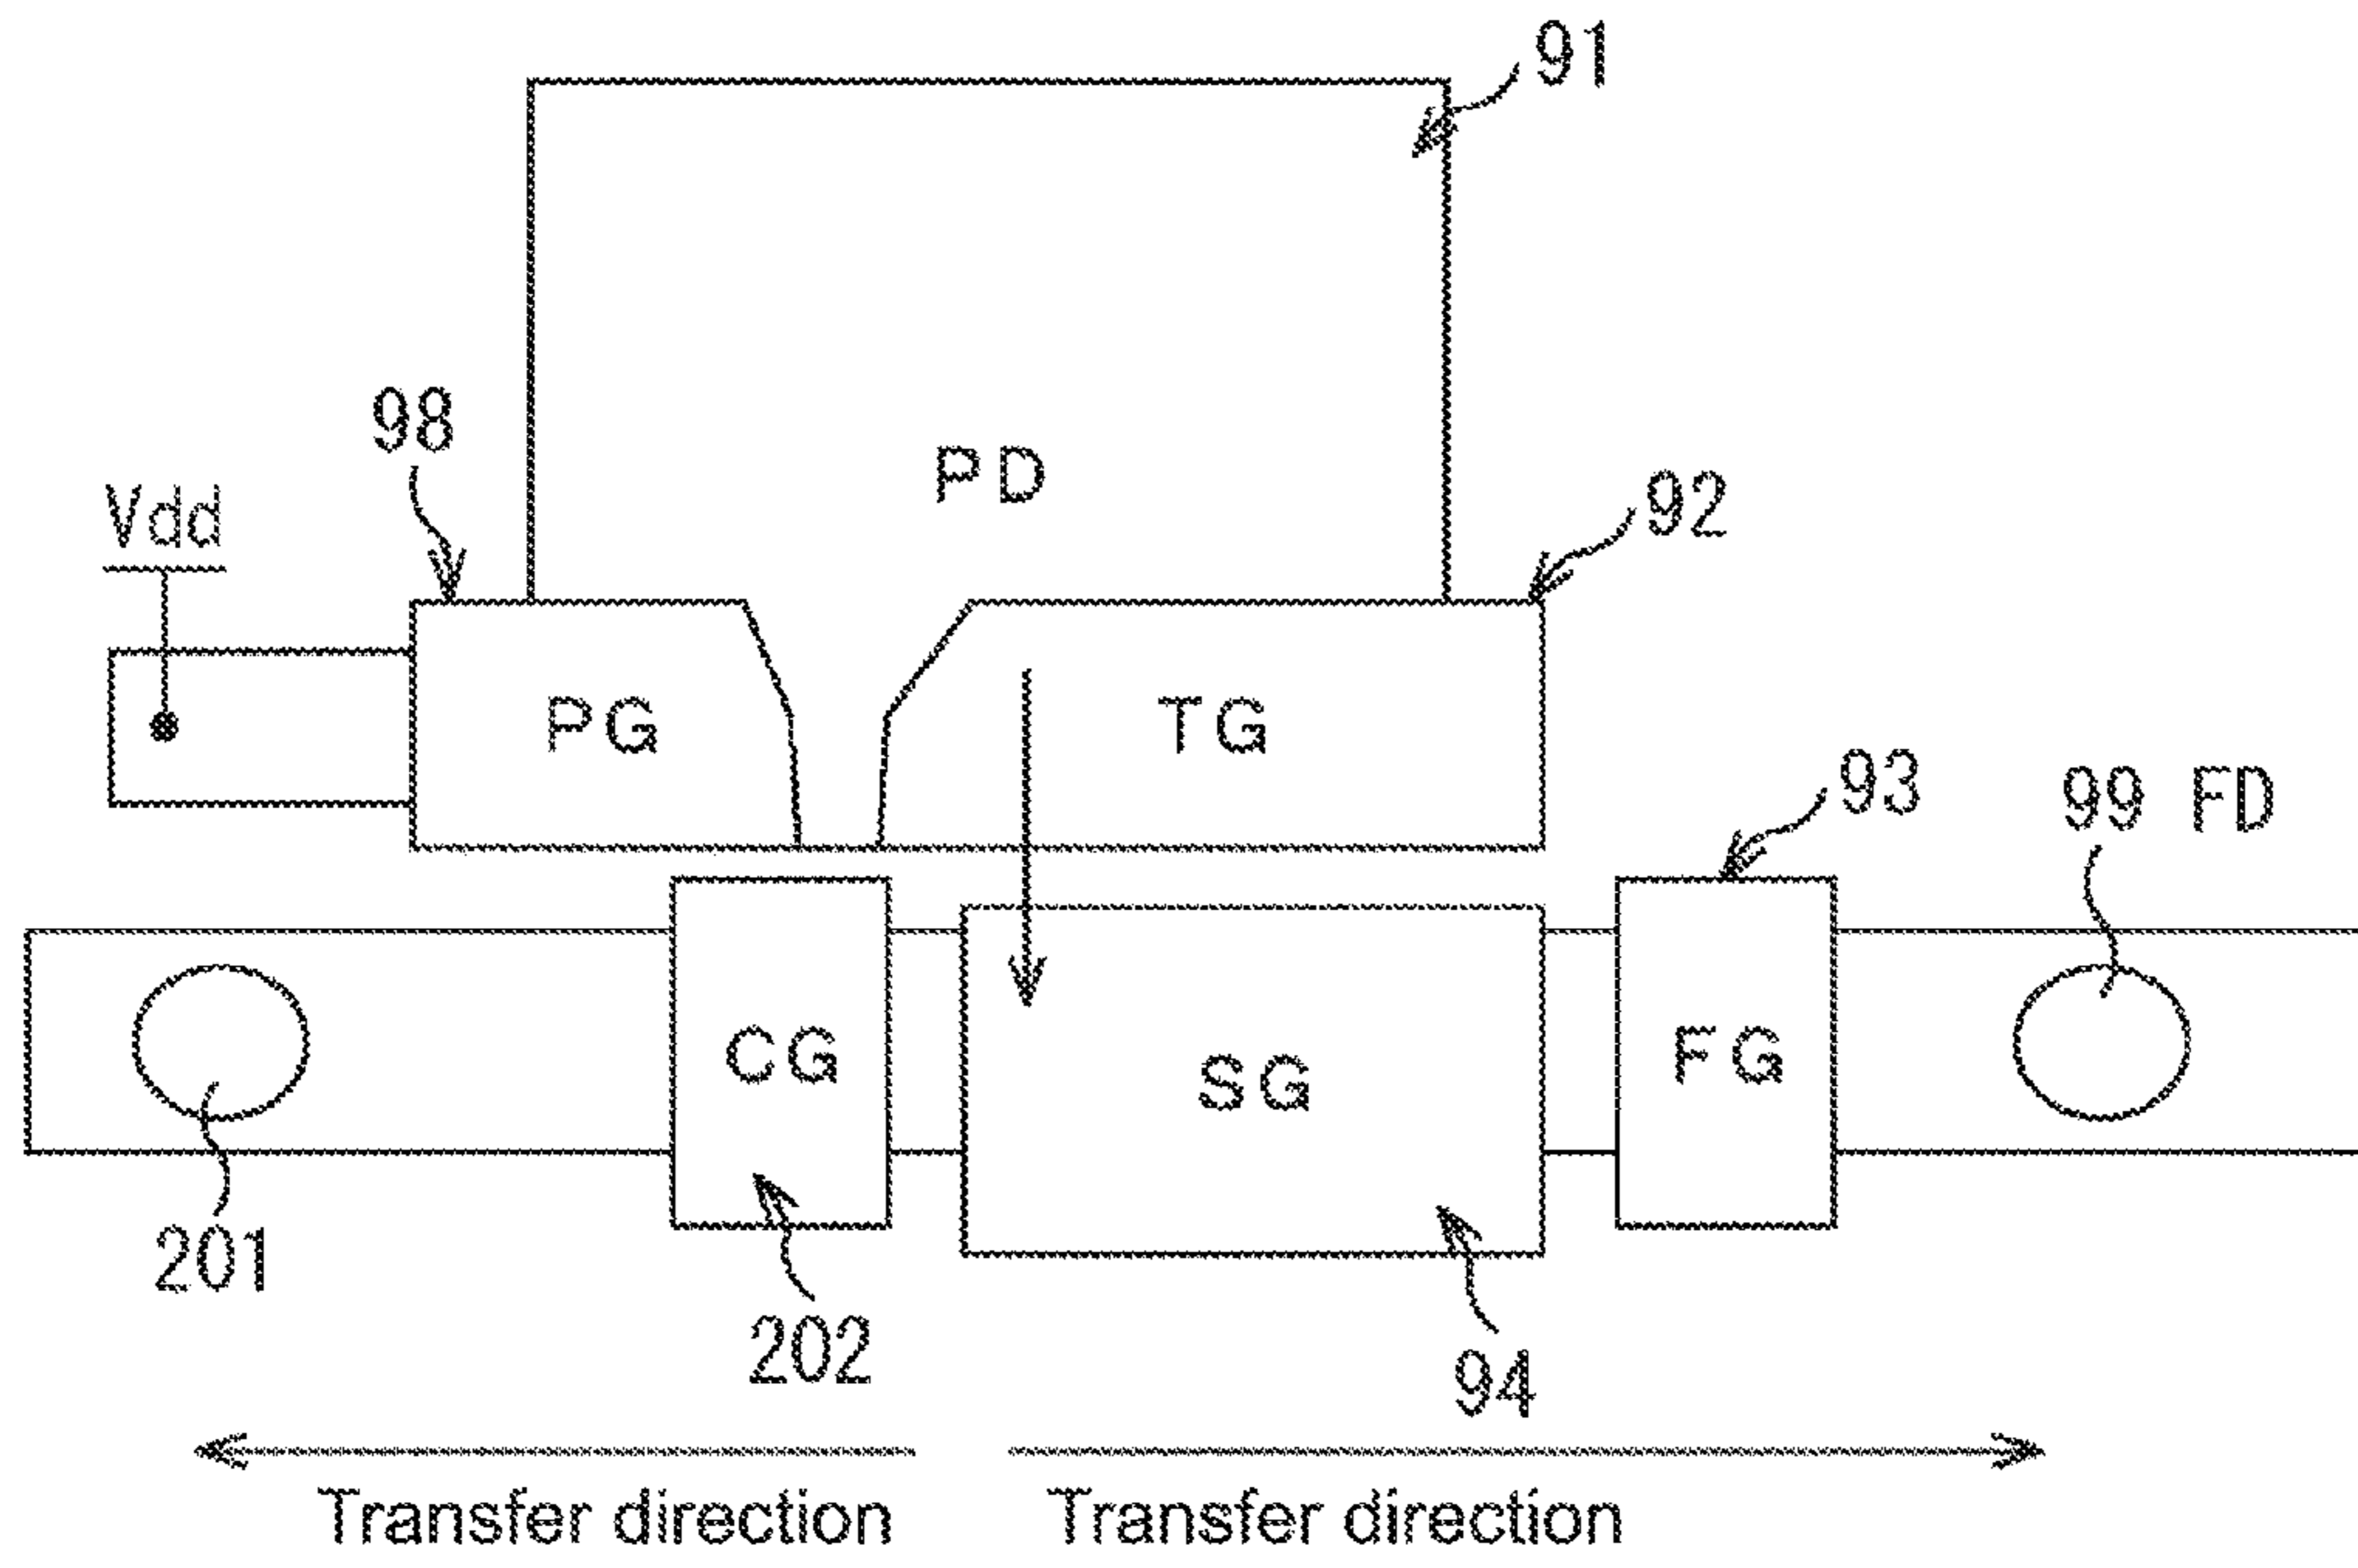 91
98
PD
92
Vdd
PG
TG
93
99 FD
CG
SG
FG
201
202
94
Transfer direction
Transfer direction